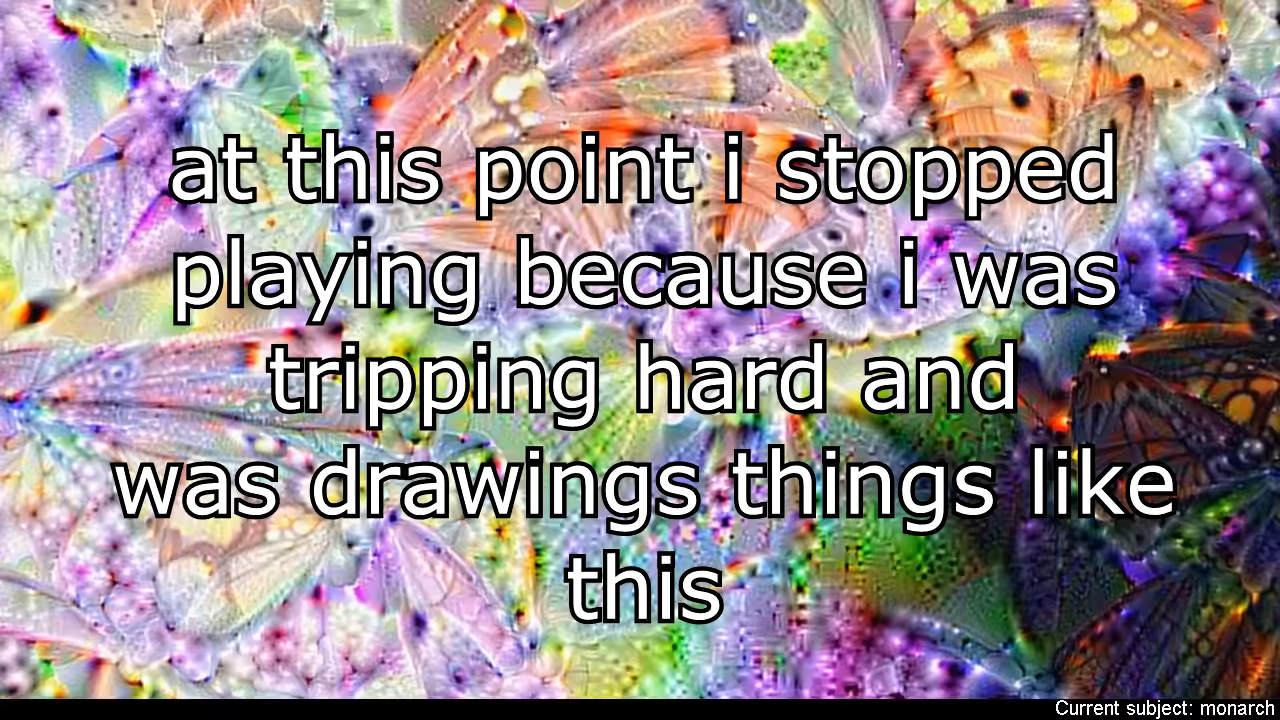 at this point i stopped
playing because i was
tripping hard and
was drawings things like
this
Current subject: monarch